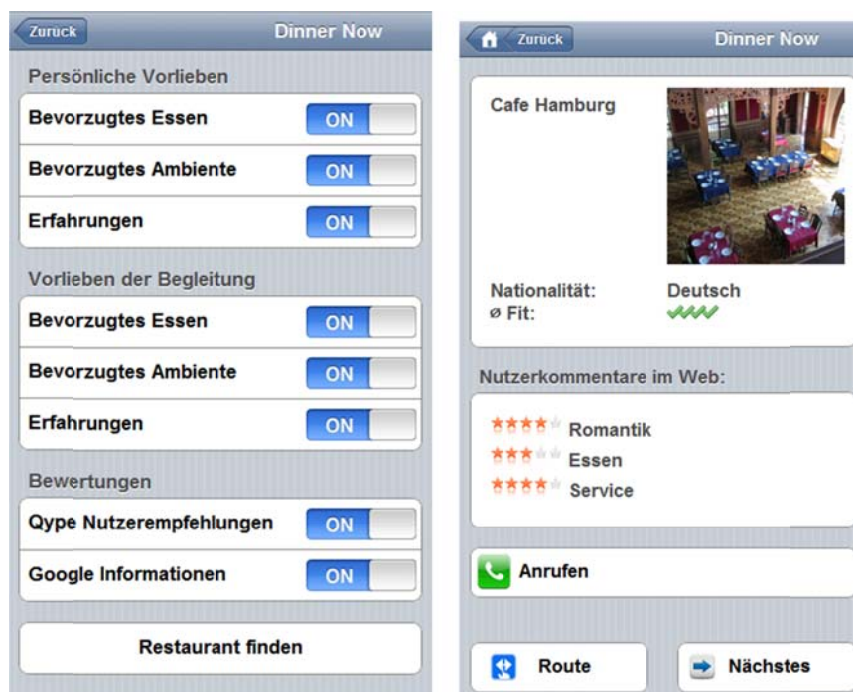 Zurück
Dinner Now
Persönliche Vorlieben
Bevorzugtes Essen ON
Bevorzugtes Ambiente ON
Erfahrungen ON
Vorlieben der Begleitung
Bevorzugtes Essen ON
Bevorzugtes Ambiente ON
Erfahrungen ON
Bewertungen
Qype Nutzerempfehlungen ON
Google Informationen ON
Restaurant finden
Zurück
Dinner Now
Cafe Hamburg
Nationalität: Deutsch
ø Fit:
Nutzerkommentare im Web:
Romantik
Essen
Service
Anrufen
Route
Nächstes